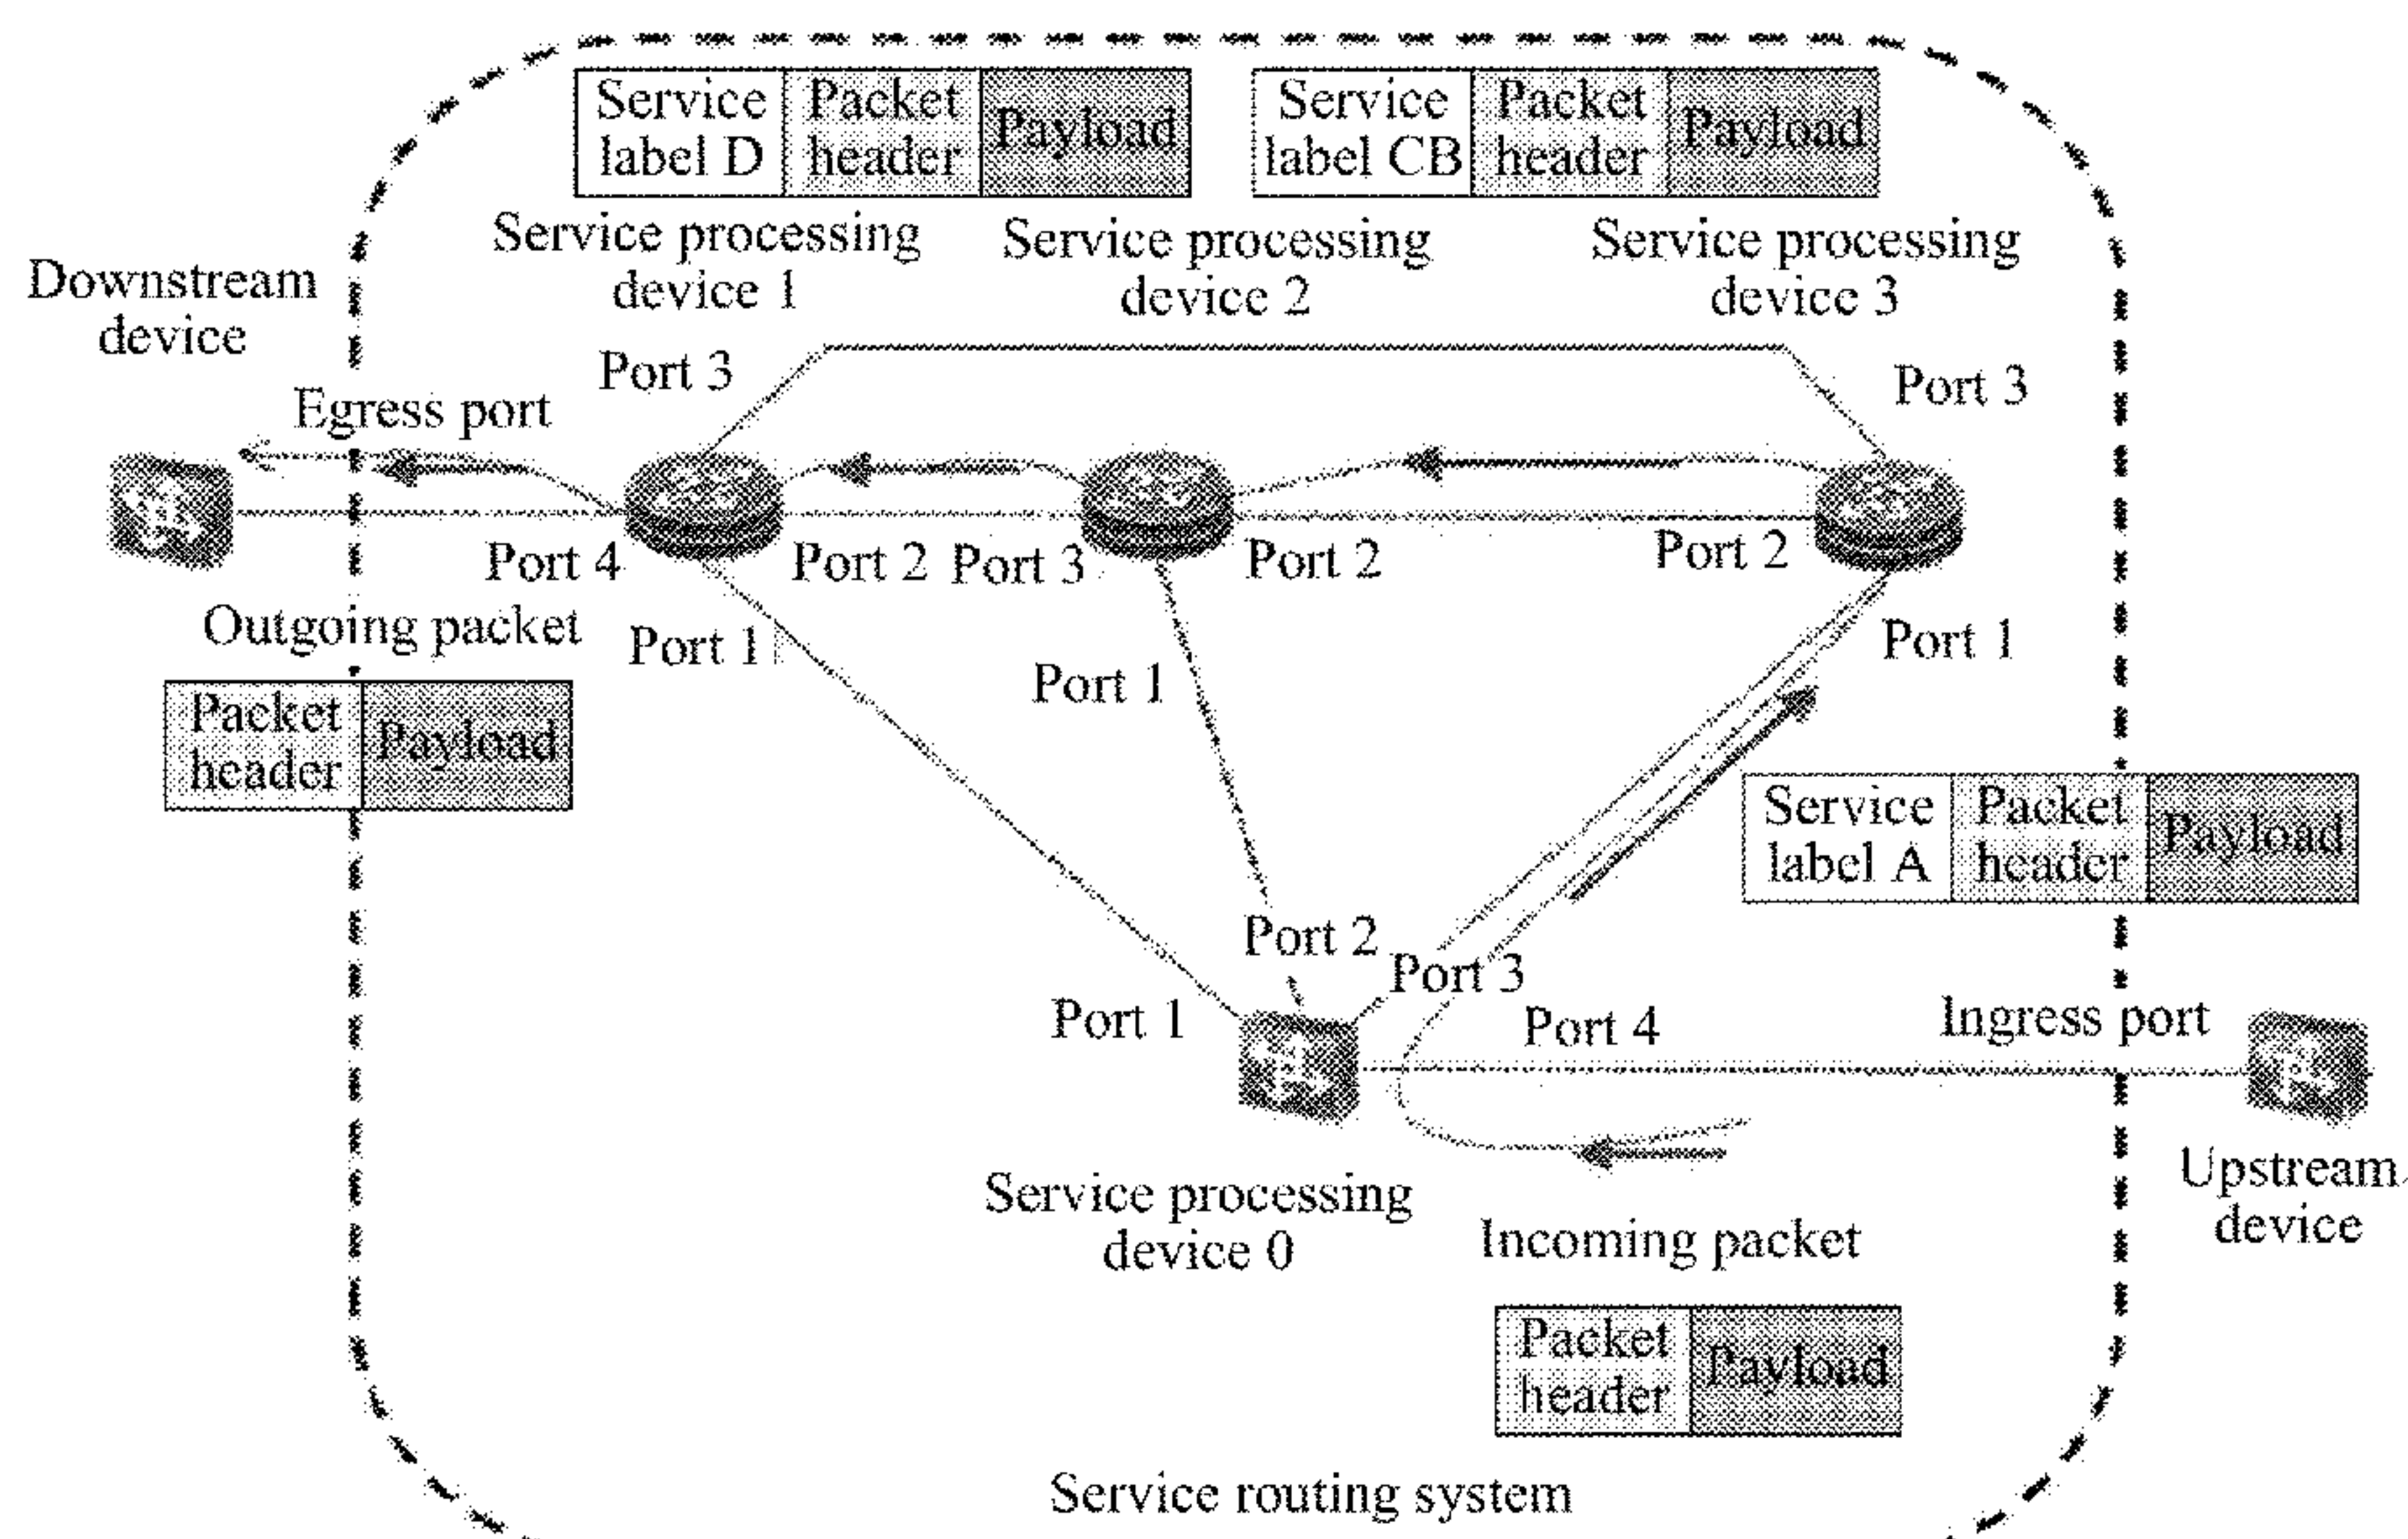 Service Packet Payload
label D header
Service Packet Payload
label CB header
Service processing
device 1
Service processing
device 2
Service processing
device 3
Downstream
device
Port 3
Port 3
Egress port
Port 4
Port 2
Port 3
Port 2
Port 2
Outgoing packet
Port 1
Port 1
Port 1
Packet Payload
header
Service Packet Payload
label A header
Port 2
Port 3
Port 1
Port 4
Ingress port
Service processing
device 0
Upstream
device
Incoming packet
Packet Payload
header
Service routing system